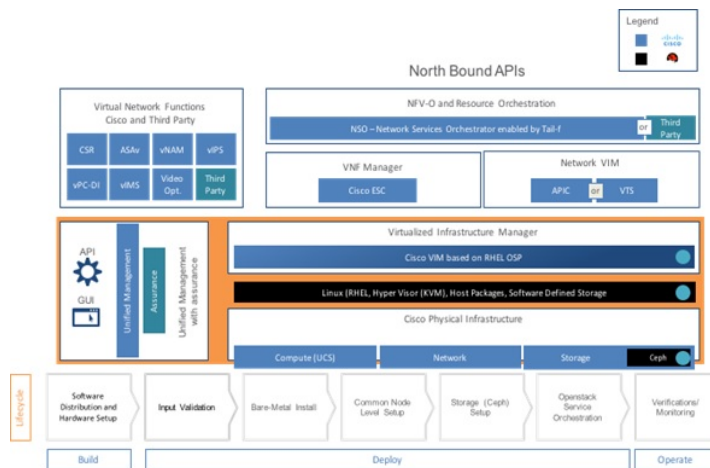 Legend
CISCO
North Bound APIs
Virtual Network Functions
Cisco and Third Party
CSR
ASAv
vNAM
vIPS
vPC-DI
vIMS
Video
Opt.
Third
Party
NFV-O and Resource Orchestration
NSO – Network Services Orchestrator enabled by Tail-f
or
Third
Party
VNF Manager
Cisco ESC
Network VIM
APIC
or
VTS
API
GUI
Unified Management
Assurance
Unified Management
with assurance
Virtualized Infrastructure Manager
Cisco VIM based on RHEL OSP
Linux (RHEL, Hyper Visor (KVM), Host Packages, Software Defined Storage
Cisco Physical Infrastructure
Compute (UCS)
Network
Storage
Ceph
Lifecycle
Software
Distribution and
Hardware Setup
Input Validation
Bare-Metal Install
Common Node
Level Setup
Storage (Ceph)
Setup
Openstack
Service
Orchestration
Verifications/
Monitoring
Build
Deploy
Operate